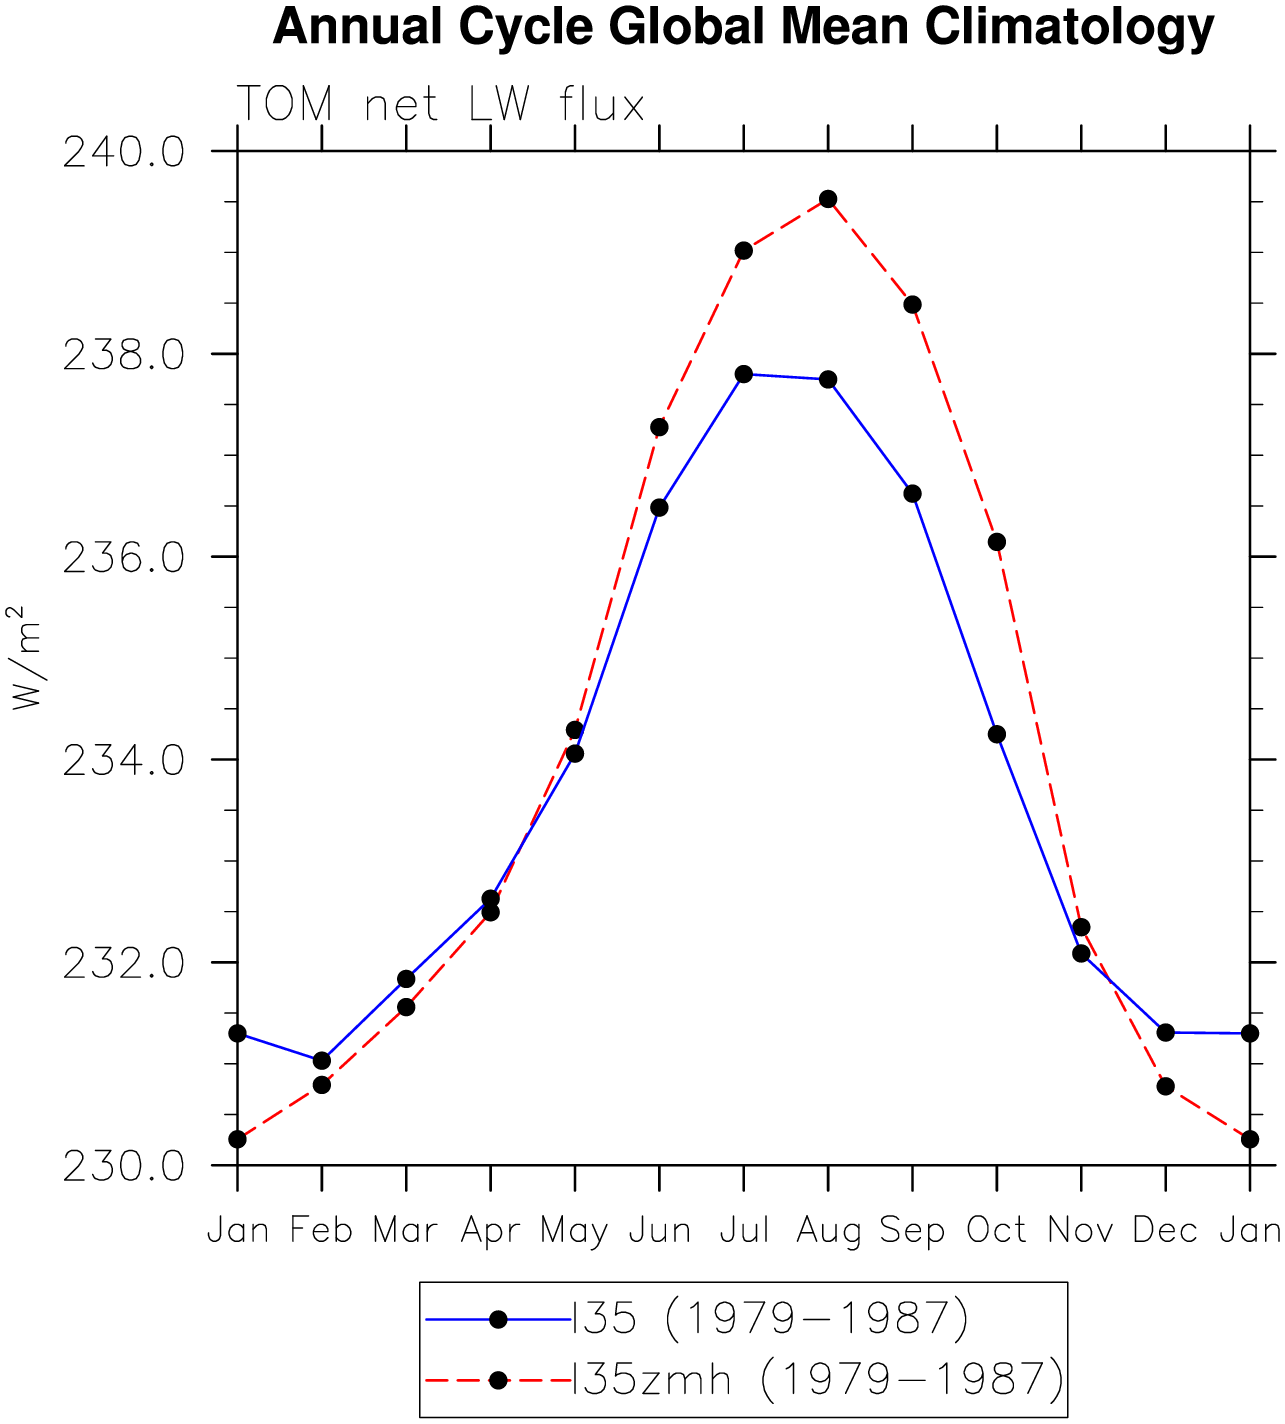 Annual Cycle Global Mean Climatology
TOM net LW flux
240.0
238.0
236.0
234.0
232.0
230.0
W/m²
Jan Feb Mar Apr May Jun Jul Aug Sep Oct Nov Dec Jan
I35 (1979−1987)
I35zmh (1979−1987)